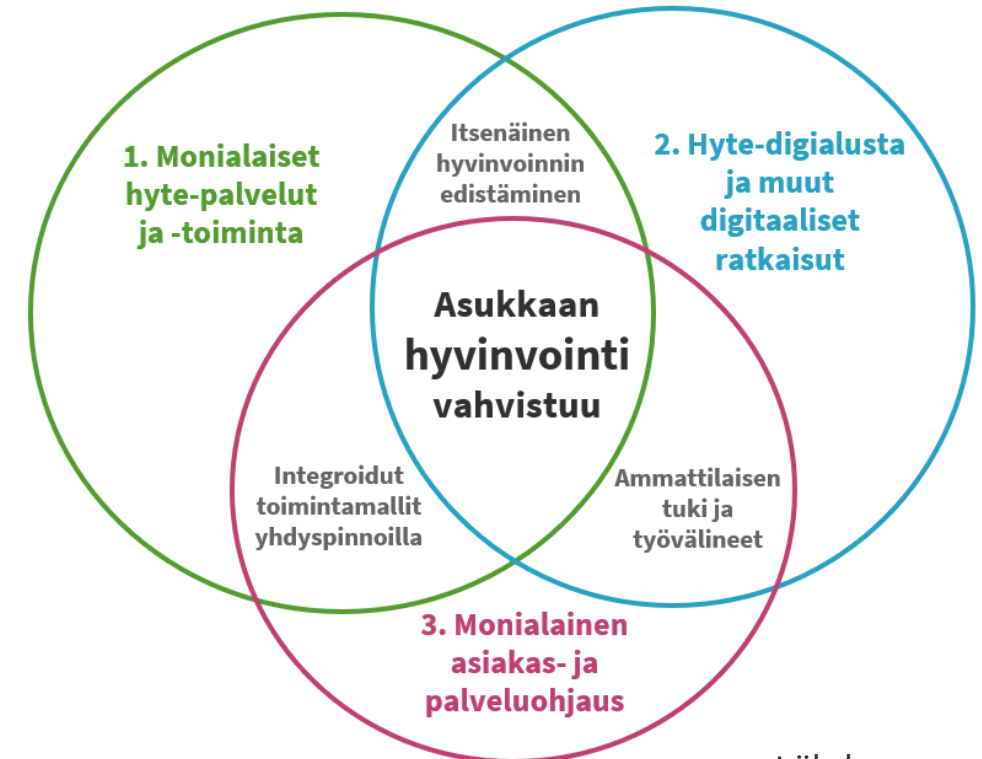 1. Monialaiset
hyte-palvelut
ja -toiminta
Itsenäinen
hyvinvoinnin
edistäminen
2. Hyte-digialusta
ja muut
digitaaliset
ratkaisut
Asukkaan
hyvinvointi
vahvistuu
Integroidut
toimintamallit
yhdyspinnoilla
Ammattilaisen
tuki ja
työvälineet
3. Monialainen
asiakas- ja
palveluohjaus